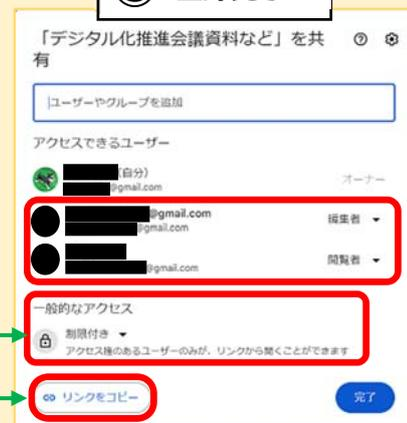 「デジタル化推進会議資料など」を共
有
ユーザーやグループを追加
アクセスできるユーザー
(自分)
@gmail.com
オーナー
@gmail.com
@gmail.com
編集者
@gmail.com
閲覧者
一般的なアクセス
制限付き
アクセス権のあるユーザーのみが、リンクから開くことができます
リンクをコピー
完了